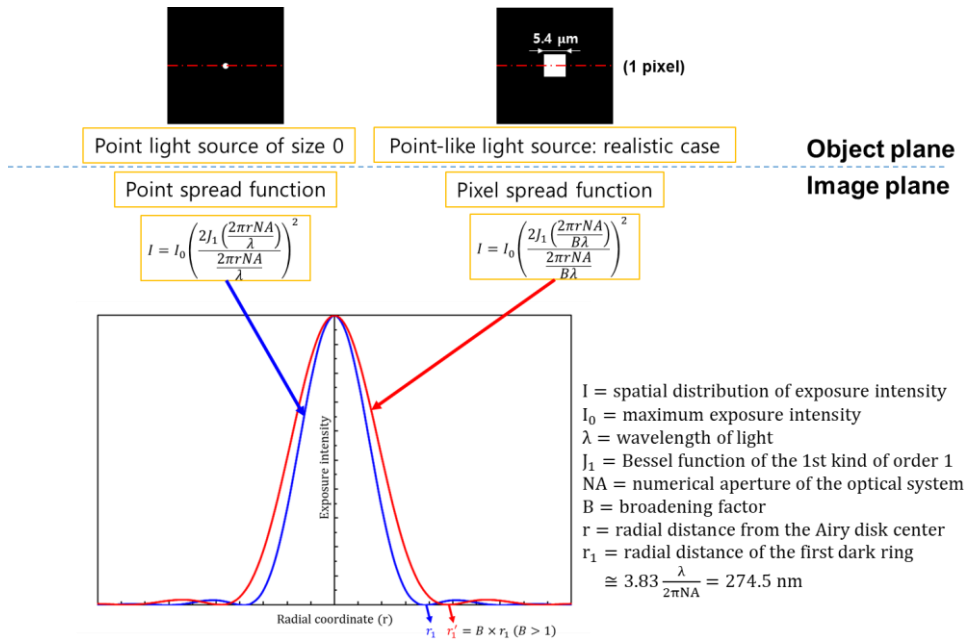 5.4 μm
(1 pixel)
Point light source of size 0
Point-like light source: realistic case
Object plane
Image plane
Point spread function
Pixel spread function
I = I₀ (2J₁(2πrNA/λ) / (2πrNA/λ))²
I = I₀ (2J₁(2πrNA/Bλ) / (2πrNA/Bλ))²
Exposure intensity
Radial coordinate (r)
r₁
r₁′ = B × r₁ (B > 1)
I = spatial distribution of exposure intensity
I₀ = maximum exposure intensity
λ = wavelength of light
J₁ = Bessel function of the 1st kind of order 1
NA = numerical aperture of the optical system
B = broadening factor
r = radial distance from the Airy disk center
r₁ = radial distance of the first dark ring
≅ 3.83 λ/2πNA = 274.5 nm